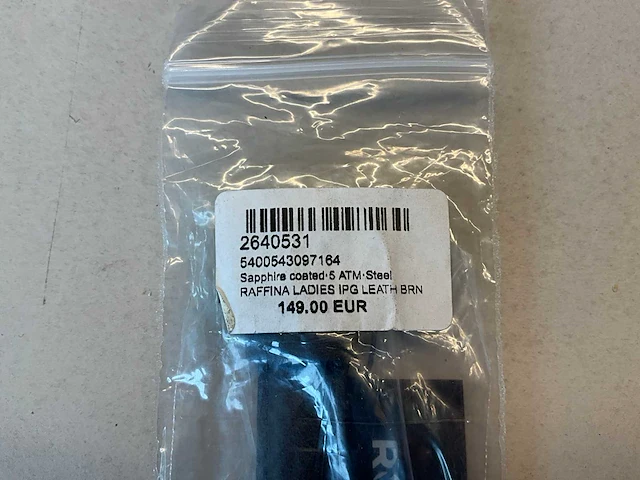 2640531
5400543097164
Sapphire coated·5 ATM·Steel
RAFFINA LADIES IPG LEATH BRN
149.00 EUR